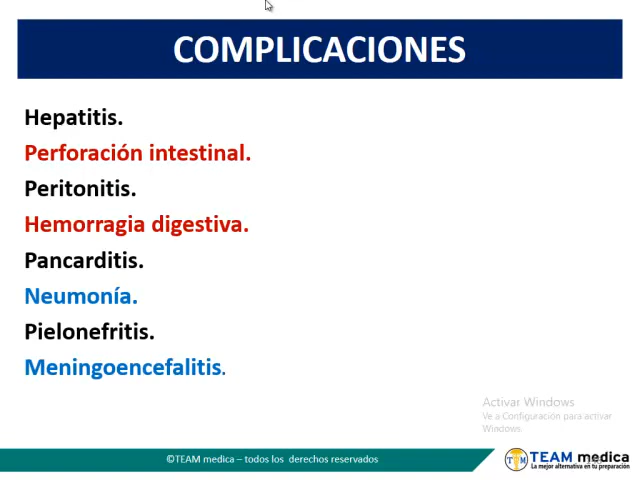 COMPLICACIONES
Hepatitis.
Perforación intestinal.
Peritonitis.
Hemorragia digestiva.
Pancarditis.
Neumonía.
Pielonefritis.
Meningoencefalitis.
Activar Windows
Ve a Configuración para activar
Windows.
©TEAM medica – todos los derechos reservados
TM
TEAM medica
La mejor alternativa en tu preparación